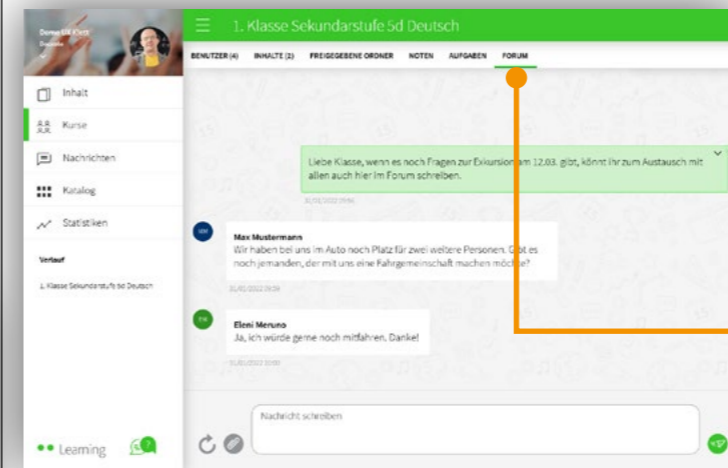 Demo UX Klett
1. Klasse Sekundarstufe 5d Deutsch
BENUTZER (4) INHALTE (2) FREIGEGEBENE ORDNER NOTEN AUFGABEN FORUM
Inhalt
Kurse
Nachrichten
Katalog
Statistiken
Verlauf
1. Klasse Sekundarstufe 5d Deutsch
Learning
Liebe Klasse, wenn es noch Fragen zur Exkursion am 12.03. gibt, könnt ihr zum Austausch mit
allen auch hier im Forum schreiben.
Max Mustermann
Wir haben bei uns im Auto noch Platz für zwei weitere Personen. Gibt es
noch jemanden, der mit uns eine Fahrgemeinschaft machen möchte?
Eleni Meruno
Ja, ich würde gerne noch mitfahren. Danke!
Nachricht schreiben